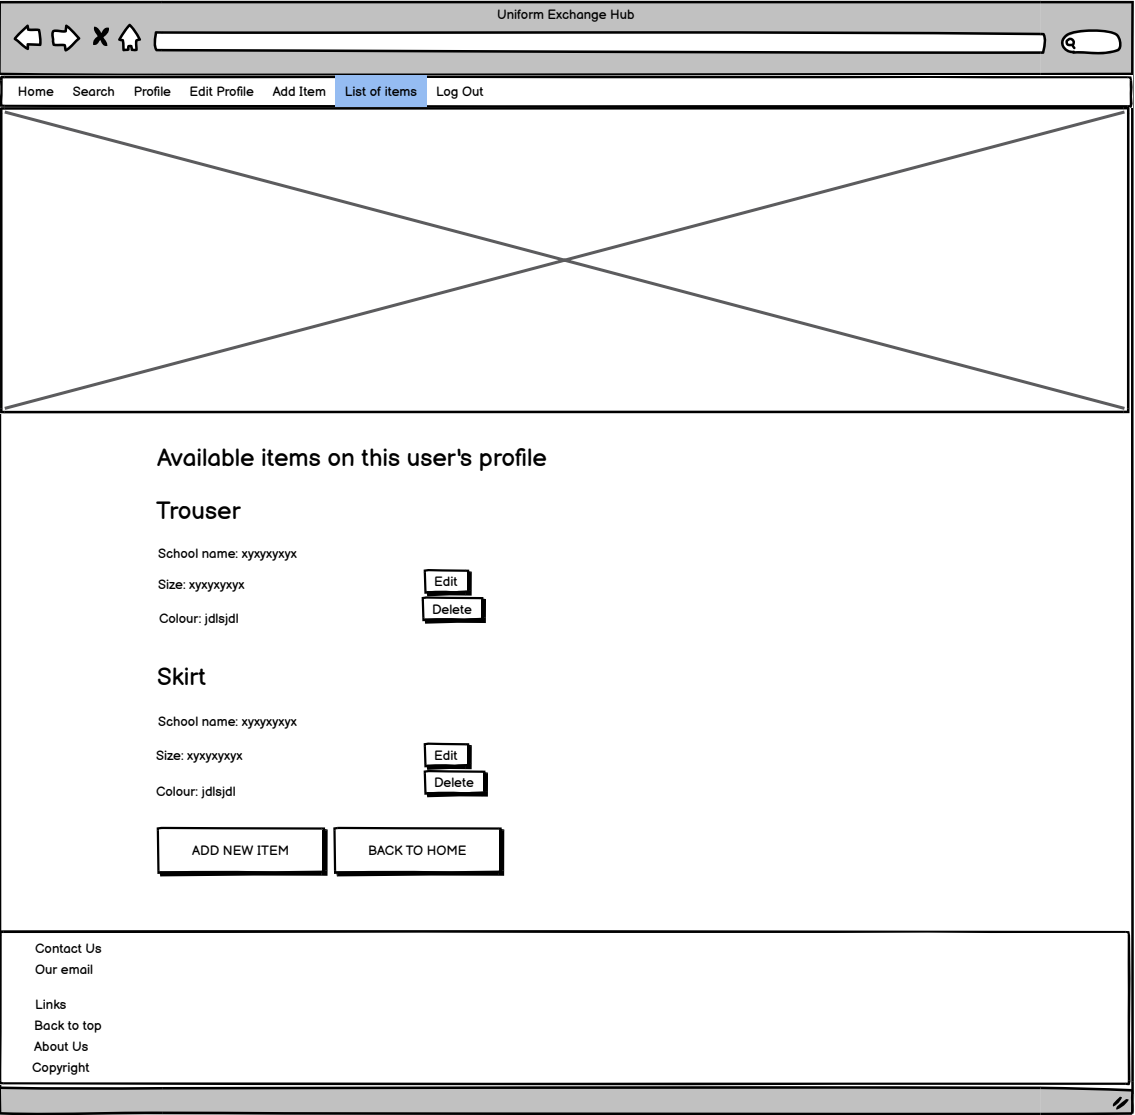 Uniform Exchange Hub
Home Search Profile Edit Profile Add Item List of items Log Out
Available items on this user's profile
Trouser
School name: xyxyxyxyx
Size: xyxyxyxyx
Edit
Delete
Colour: jdlsjdl
Skirt
School name: xyxyxyxyx
Size: xyxyxyxyx
Edit
Delete
Colour: jdlsjdl
ADD NEW ITEM BACK TO HOME
Contact Us
Our email
Links
Back to top
About Us
Copyright